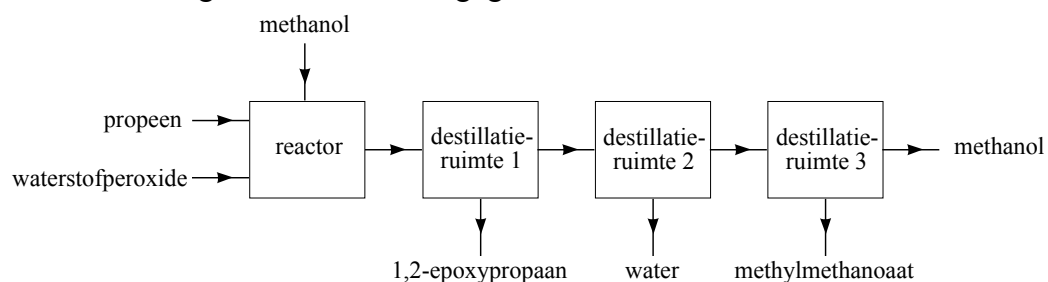 methanol
propeen
waterstofperoxide
reactor
destillatie-
ruimte 1
destillatie-
ruimte 2
destillatie-
ruimte 3
methanol
1,2-epoxypropaan
water
methylmethanoaat